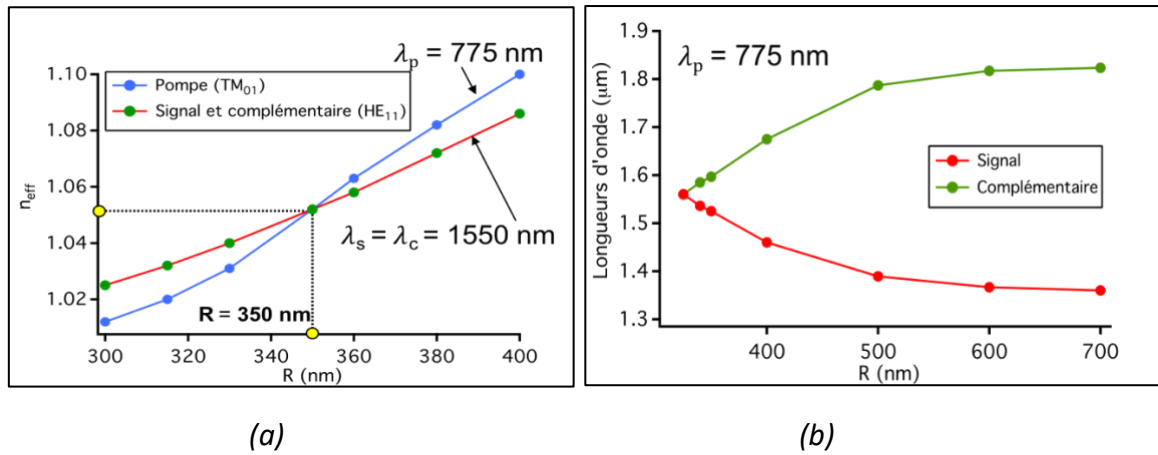 λp = 775 nm
Pompe (TM01)
Signal et complémentaire (HE11)
neff
1.10
1.08
1.06
1.04
1.02
λs = λc = 1550 nm
R = 350 nm
300
320
340
360
380
400
R (nm)
(a)
λp = 775 nm
Longueurs d'onde (μm)
1.9
1.8
1.7
1.6
1.5
1.4
1.3
Signal
Complémentaire
400
500
600
700
R (nm)
(b)